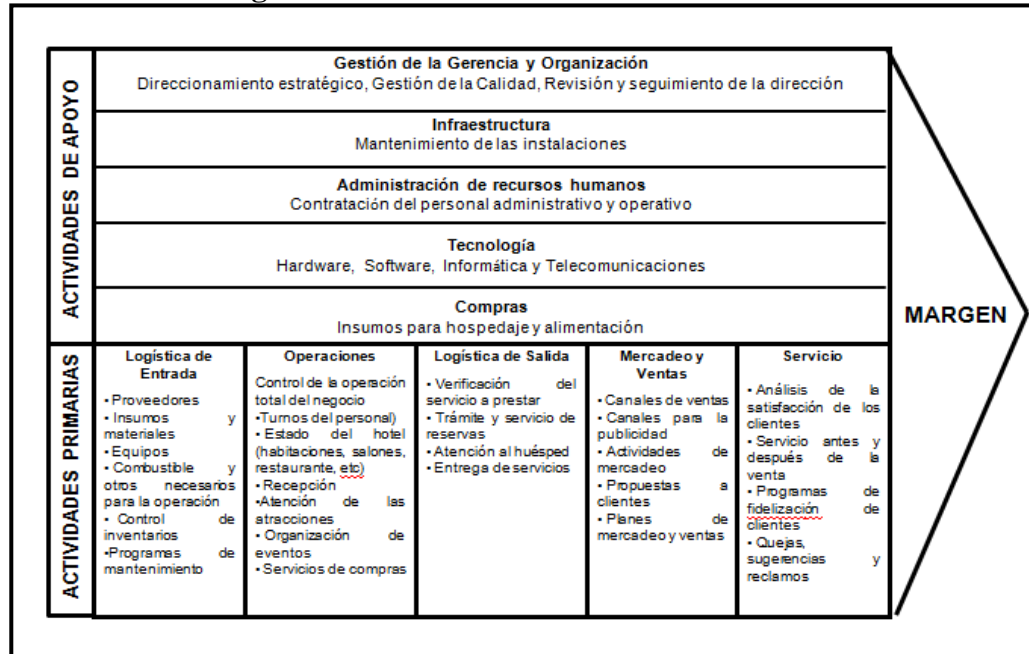 Gestión de la Gerencia y Organización
Direccionamiento estratégico, Gestión de la Calidad, Revisión y seguimiento de la dirección
Infraestructura
Mantenimiento de las instalaciones
Administración de recursos humanos
Contratación del personal administrativo y operativo
Tecnología
Hardware, Software, Informática y Telecomunicaciones
Compras
Insumos para hospedaje y alimentación
ACTIVIDADES DE APOYO
MARGEN
ACTIVIDADES PRIMARIAS
Logística de
Entrada
• Proveedores
• Insumos y
materiales
• Equipos
• Combustible y
otros necesarios
para la operación
• Control de
inventarios
•Programas de
mantenimiento
Operaciones
Control de la operación
total del negocio
•Turnos del personal)
• Estado del hotel
(habitaciones, salones,
restaurante, etc)
• Recepción
•Atención de las
atracciones
• Organización de
eventos
• Servicios de compras
Logística de Salida
• Verificación del
servicio a prestar
• Trámite y servicio de
reservas
• Atención al huésped
• Entrega de servicios
Mercadeo y
Ventas
• Canales de ventas
• Canales para la
publicidad
• Actividades de
mercadeo
• Propuestas a
clientes
• Planes de
mercadeo y ventas
Servicio
• Análisis de la
satisfacción de los
clientes
• Servicio antes y
después de la
venta
• Programas de
fidelización de
clientes
• Quejas,
sugerencias y
reclamos